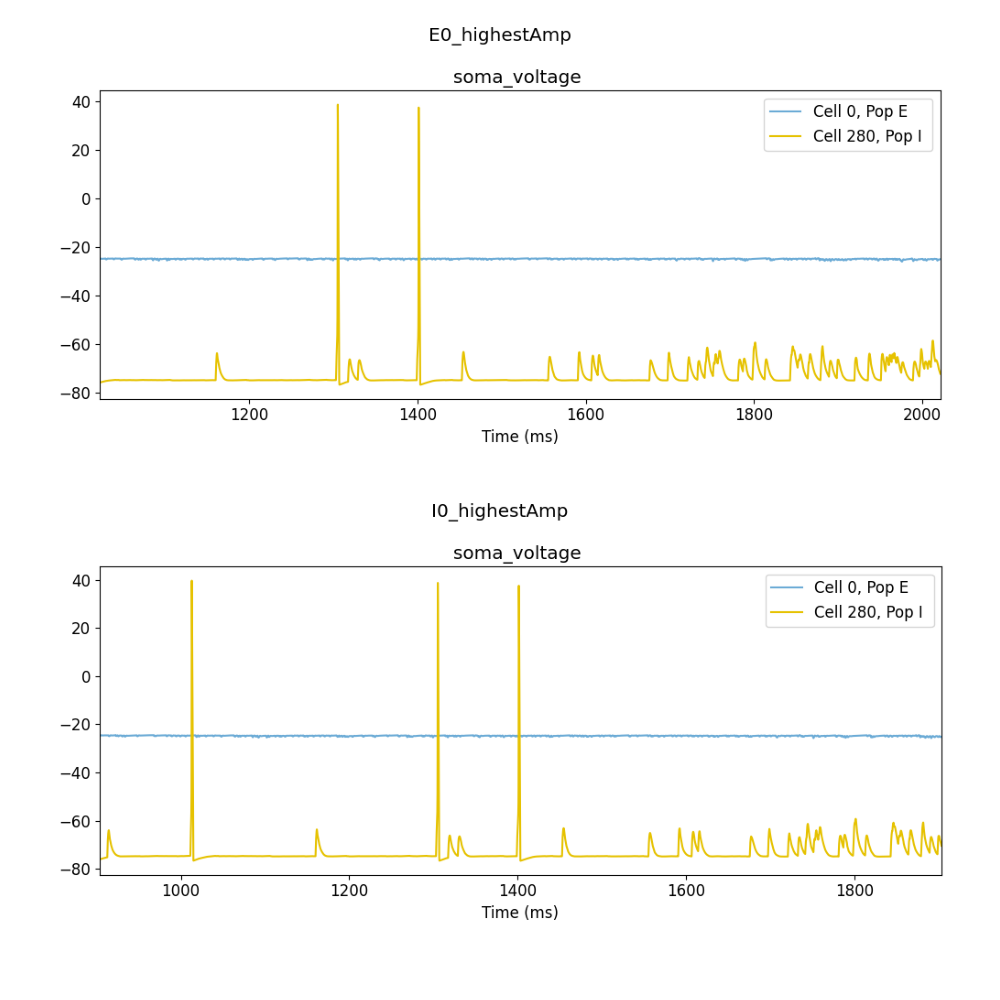 E0_highestAmp
soma_voltage
40
20
0
−20
−40
−60
−80
Cell 0, Pop E
Cell 280, Pop I
1200 1400 1600 1800 2000
Time (ms)
I0_highestAmp
soma_voltage
40
20
0
−20
−40
−60
−80
Cell 0, Pop E
Cell 280, Pop I
1000 1200 1400 1600 1800
Time (ms)